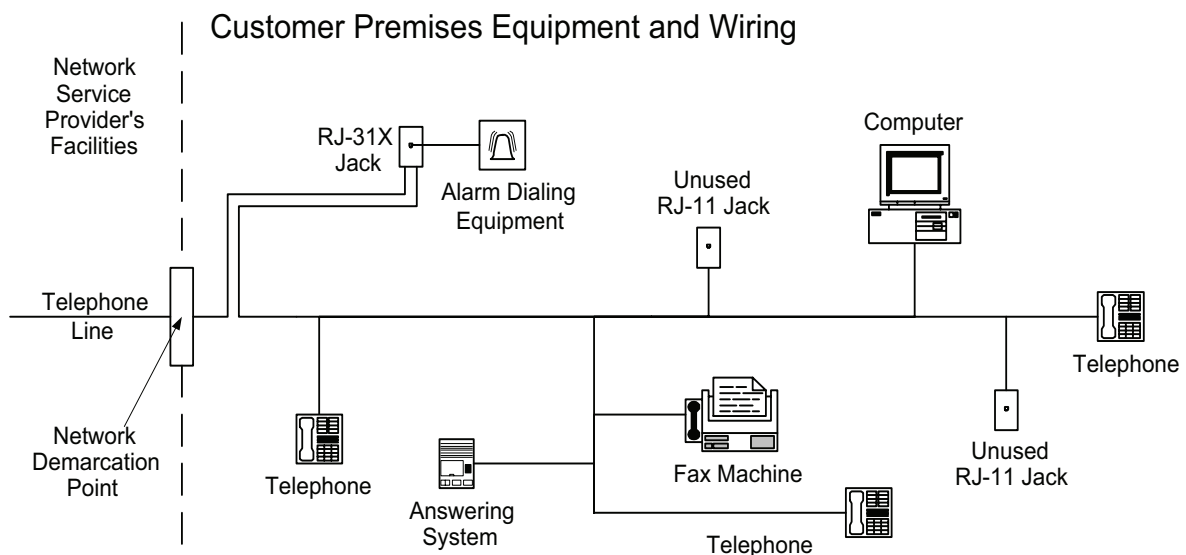 Customer Premises Equipment and Wiring
Network
Service
Provider's
Facilities
RJ-31X
Jack
Alarm Dialing
Equipment
Unused
RJ-11 Jack
Computer
Telephone
Line
Telephone
Network
Demarcation
Point
Telephone
Answering
System
Fax Machine
Unused
RJ-11 Jack
Telephone